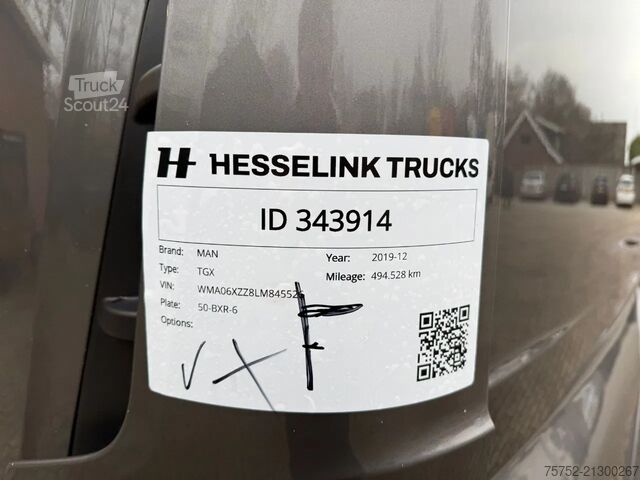 Truck
Scout24
HESSELINK TRUCKS
ID 343914
Brand: MAN
Type: TGX
VIN: WMA06XZZ8LM84552
Plate: 50-BXR-6
Options:
Year: 2019-12
Mileage: 494.528 km
75752-21300267